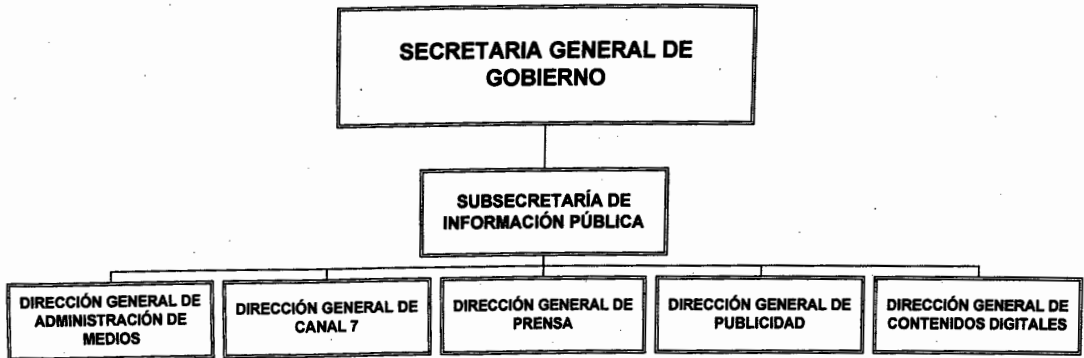 SECRETARIA GENERAL DE
GOBIERNO
SUBSECRETARÍA DE
INFORMACIÓN PÚBLICA
DIRECCIÓN GENERAL DE
ADMINISTRACIÓN DE
MEDIOS
DIRECCIÓN GENERAL DE
CANAL 7
DIRECCIÓN GENERAL DE
PRENSA
DIRECCIÓN GENERAL DE
PUBLICIDAD
DIRECCIÓN GENERAL DE
CONTENIDOS DIGITALES